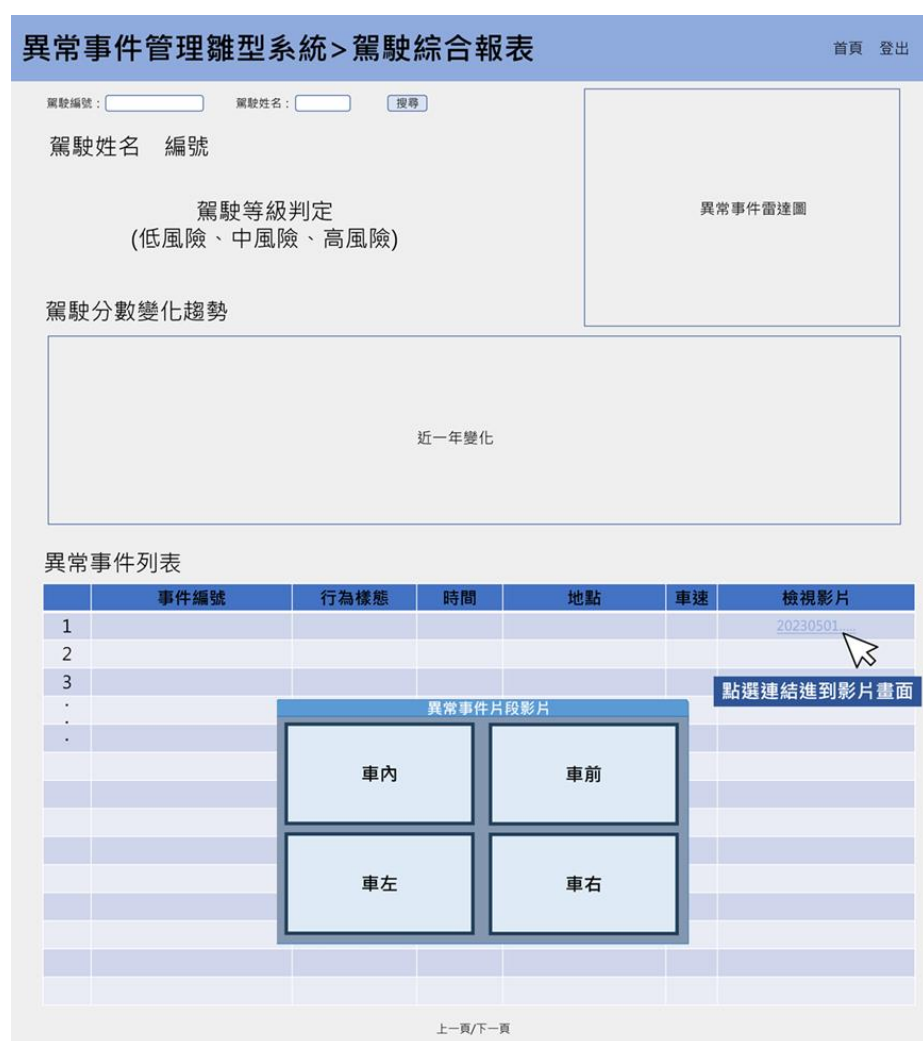 異常事件管理雛型系統>駕駛綜合報表
首頁 登出
駕駛編號: 駕駛姓名: 搜尋
駕駛姓名 編號
駕駛等級判定
(低風險、中風險、高風險)
異常事件雷達圖
駕駛分數變化趨勢
近一年變化
異常事件列表
事件編號 行為樣態 時間 地點 車速 檢視影片
1 20230501.....
2
3
點選連結進到影片畫面
.
.
.
異常事件片段影片
車內 車前
車左 車右
上一頁/下一頁